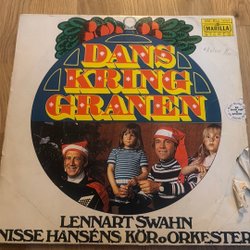 MARILLA
DANS
KRING
GRANEN
LENNART SWAHN
NISSE HANSÉNS KÖR o ORKESTER